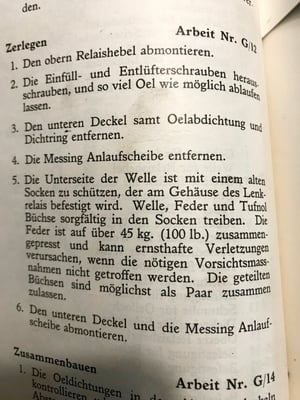 den.
Zerlegen Arbeit Nr. G/12
1. Den obern Relaishebel abmontieren.
2. Die Einfüll- und Entlüfterschrauben heraus-
schrauben, und so viel Oel wie möglich ablaufen
lassen.
3. Den unteren Deckel samt Oelabdichtung und
Dichtring entfernen.
4. Die Messing Anlaufscheibe entfernen.
5. Die Unterseite der Welle ist mit einem alten
Socken zu schützen, der am Gehäuse des Lenk-
relais befestigt wird. Welle, Feder und Tufnol
Büchse sorgfältig in den Socken treiben. Die
Feder ist auf über 45 kg. (100 lb.) zusammen-
gepresst und kann ernsthafte Verletzungen
verursachen, wenn die nötigen Vorsichtsmass-
nahmen nicht getroffen werden. Die geteilten
Büchsen sind möglichst als Paar zusammen
zulassen.
6. Den unteren Deckel und die Messing Anlauf-
scheibe abmontieren.
Zusammenbauen Arbeit Nr. G/14
1. Die Oeldichtungen in
kontrollieren